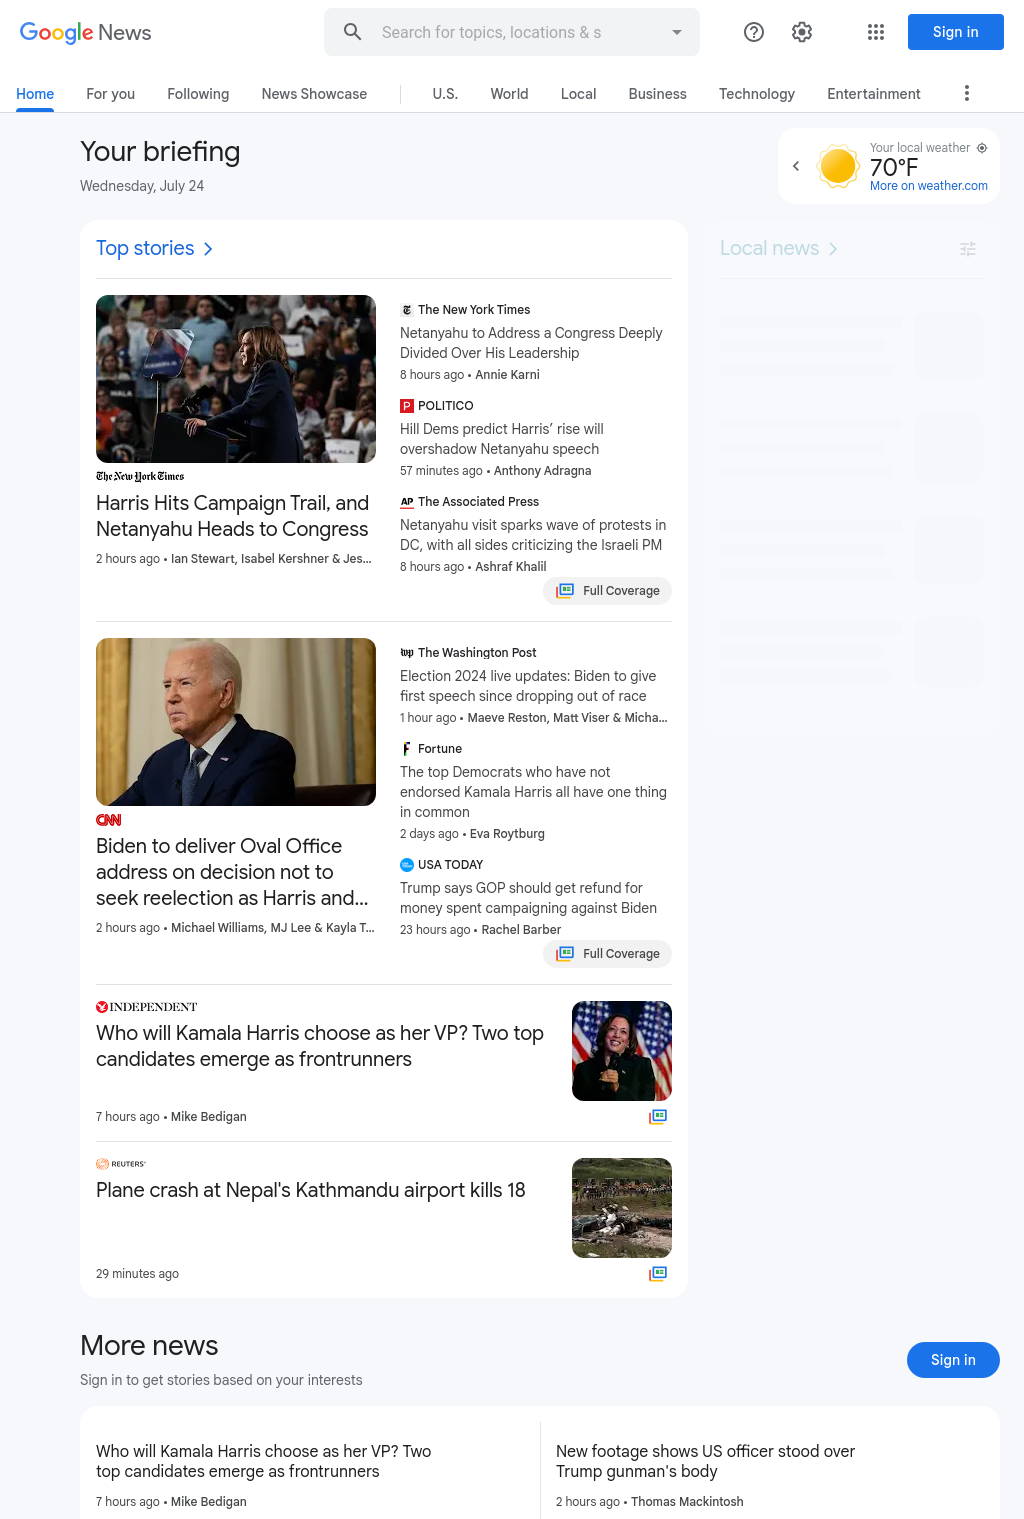 Google News
Search for topics, locations & s
Sign in
Home
For you
Following
News Showcase
U.S.
World
Local
Business
Technology
Entertainment
Your briefing
Wednesday, July 24
Your local weather
70°F
More on weather.com
Top stories
Local news
The New York Times
Harris Hits Campaign Trail, and
Netanyahu Heads to Congress
2 hours ago • Ian Stewart, Isabel Kershner & Jes...
The New York Times
Netanyahu to Address a Congress Deeply
Divided Over His Leadership
8 hours ago • Annie Karni
POLITICO
Hill Dems predict Harris’ rise will
overshadow Netanyahu speech
57 minutes ago • Anthony Adragna
AP
The Associated Press
Netanyahu visit sparks wave of protests in
DC, with all sides criticizing the Israeli PM
8 hours ago • Ashraf Khalil
Full Coverage
CNN
Biden to deliver Oval Office
address on decision not to
seek reelection as Harris and...
2 hours ago • Michael Williams, MJ Lee & Kayla T...
wp
The Washington Post
Election 2024 live updates: Biden to give
first speech since dropping out of race
1 hour ago • Maeve Reston, Matt Viser & Micha...
Fortune
The top Democrats who have not
endorsed Kamala Harris all have one thing
in common
2 days ago • Eva Roytburg
USA TODAY
Trump says GOP should get refund for
money spent campaigning against Biden
23 hours ago • Rachel Barber
Full Coverage
INDEPENDENT
Who will Kamala Harris choose as her VP? Two top
candidates emerge as frontrunners
7 hours ago • Mike Bedigan
REUTERS
Plane crash at Nepal's Kathmandu airport kills 18
29 minutes ago
More news
Sign in to get stories based on your interests
Sign in
Who will Kamala Harris choose as her VP? Two
top candidates emerge as frontrunners
7 hours ago • Mike Bedigan
New footage shows US officer stood over
Trump gunman's body
2 hours ago • Thomas Mackintosh